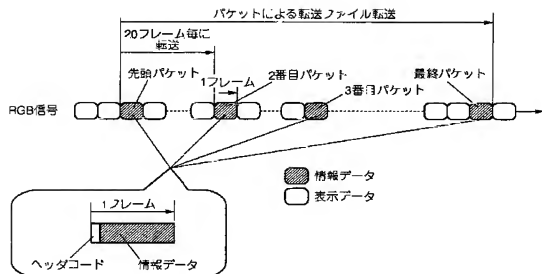 パケットによる転送ファイル転送
20フレーム毎に
転送
先頭パケット
2番目パケット
1フレーム
3番目パケット
最終パケット
RGB信号
情報データ
表示データ
1フレーム
ヘッダコード
情報データ